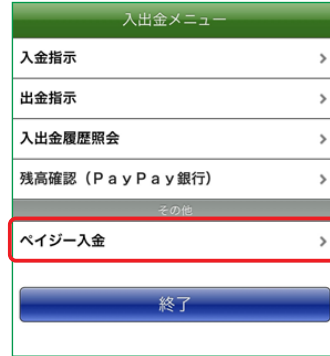 入出金メニュー
入金指示
出金指示
入出金履歴照会
残高確認（ＰａｙＰａｙ銀行）
その他
ペイジー入金
終了